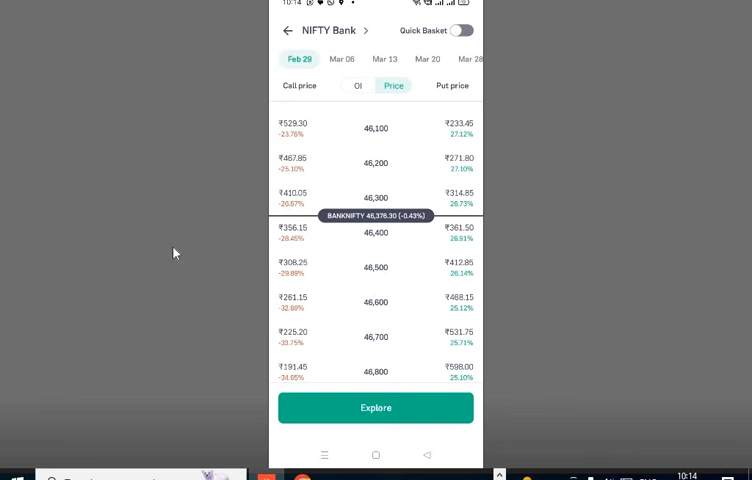 10:14
NIFTY Bank
Quick Basket
Feb 29 Mar 06 Mar 13 Mar 20 Mar 28
Call price OI Price Put price
₹529.30 46,100 ₹233.45
-23.76% 27.12%
₹467.85 46,200 ₹271.80
-25.10% 27.10%
₹410.05 46,300 ₹314.85
-26.67% 26.73%
BANKNIFTY 46,376.30 (-0.43%)
₹356.15 46,400 ₹361.50
-28.45% 26.91%
₹308.25 46,500 ₹412.85
-29.89% 26.14%
₹261.15 46,600 ₹468.15
-32.69% 25.12%
₹225.20 46,700 ₹531.75
-33.75% 25.71%
₹191.45 46,800 ₹598.00
-34.65% 25.10%
Explore
10:14